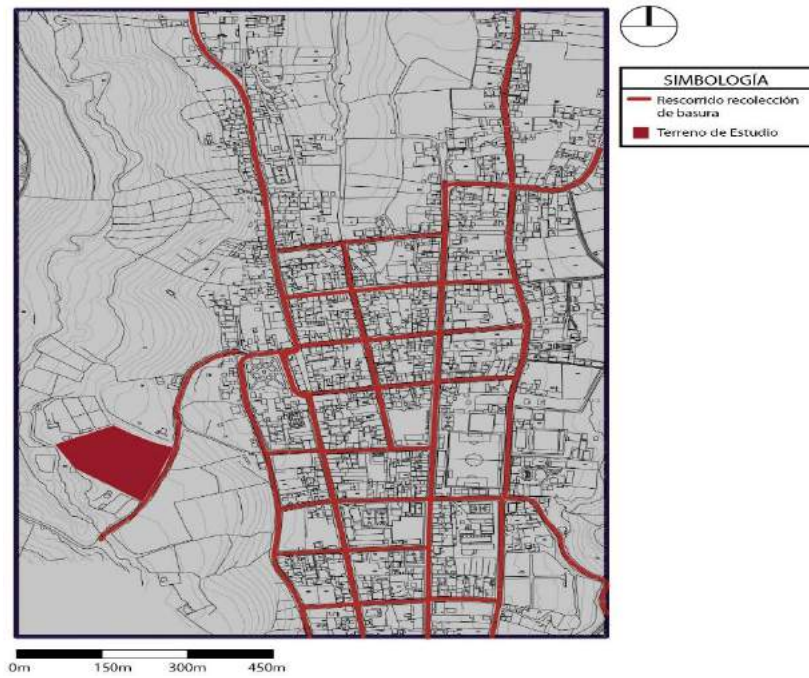 SIMBOLOGÍA
Rescorrido recolección
de basura
Terreno de Estudio
0m 150m 300m 450m